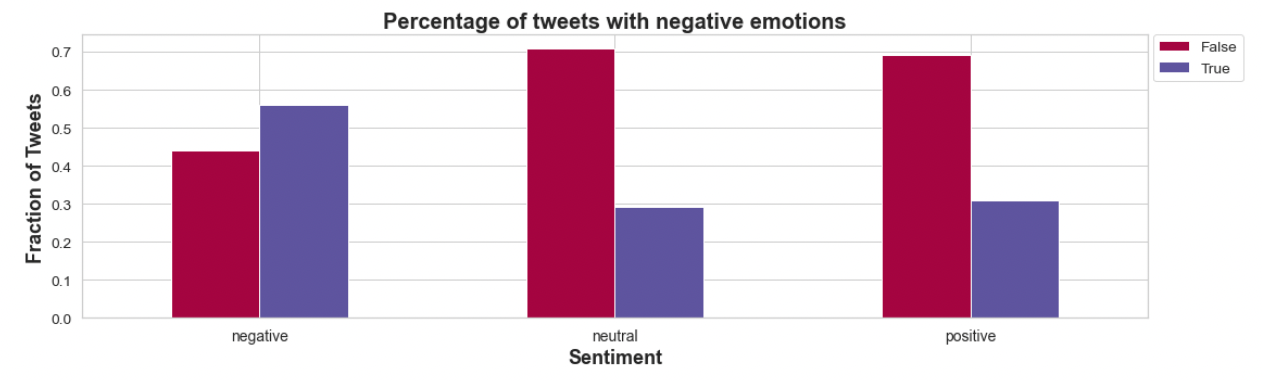 Percentage of tweets with negative emotions
False
True
Fraction of Tweets
0.7
0.6
0.5
0.4
0.3
0.2
0.1
0.0
negative neutral positive
Sentiment